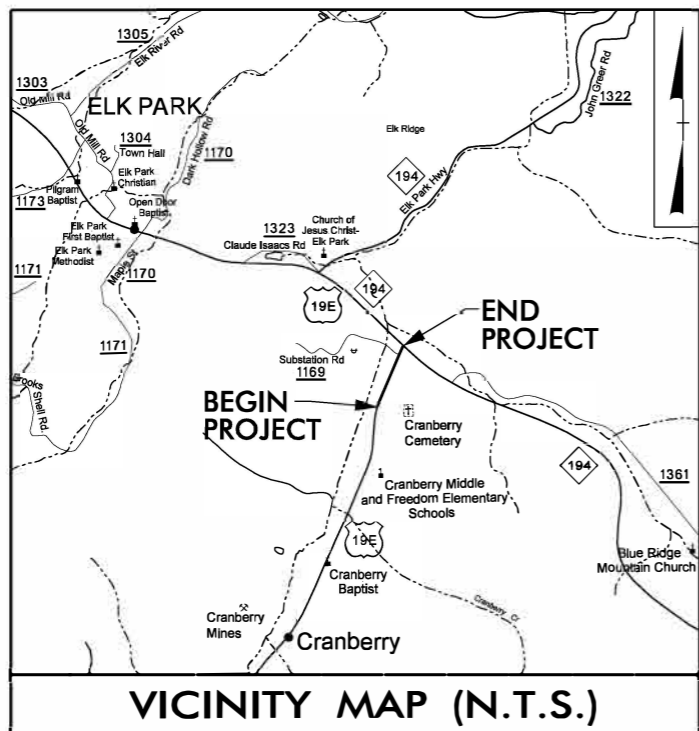 1305
Elk River Rd
1303
Old Mill Rd
ELK PARK
Old Mill Rd
1304
Town Hall
1170
Dark Hollow Rd
Elk Park
Christian
Pilgram
Baptist
1173
Open Door
Baptist
Elk Park
First Baptist
Elk Park
Methodist
Maple St
1170
1171
1171
Brooks
Shell Rd.
John Greer Rd
1322
Elk Ridge
194
Elk Park Hwy
1323
Claude Isaacs Rd
Church of
Jesus Christ-
Elk Park
194
19E
END
PROJECT
Substation Rd
1169
BEGIN
PROJECT
Cranberry
Cemetery
194
Cranberry Middle
and Freedom Elementary
Schools
1361
19E
Blue Ridge
Mountain Church
Cranberry
Baptist
Cranberry Cr
Cranberry
Mines
Cranberry
VICINITY MAP (N.T.S.)